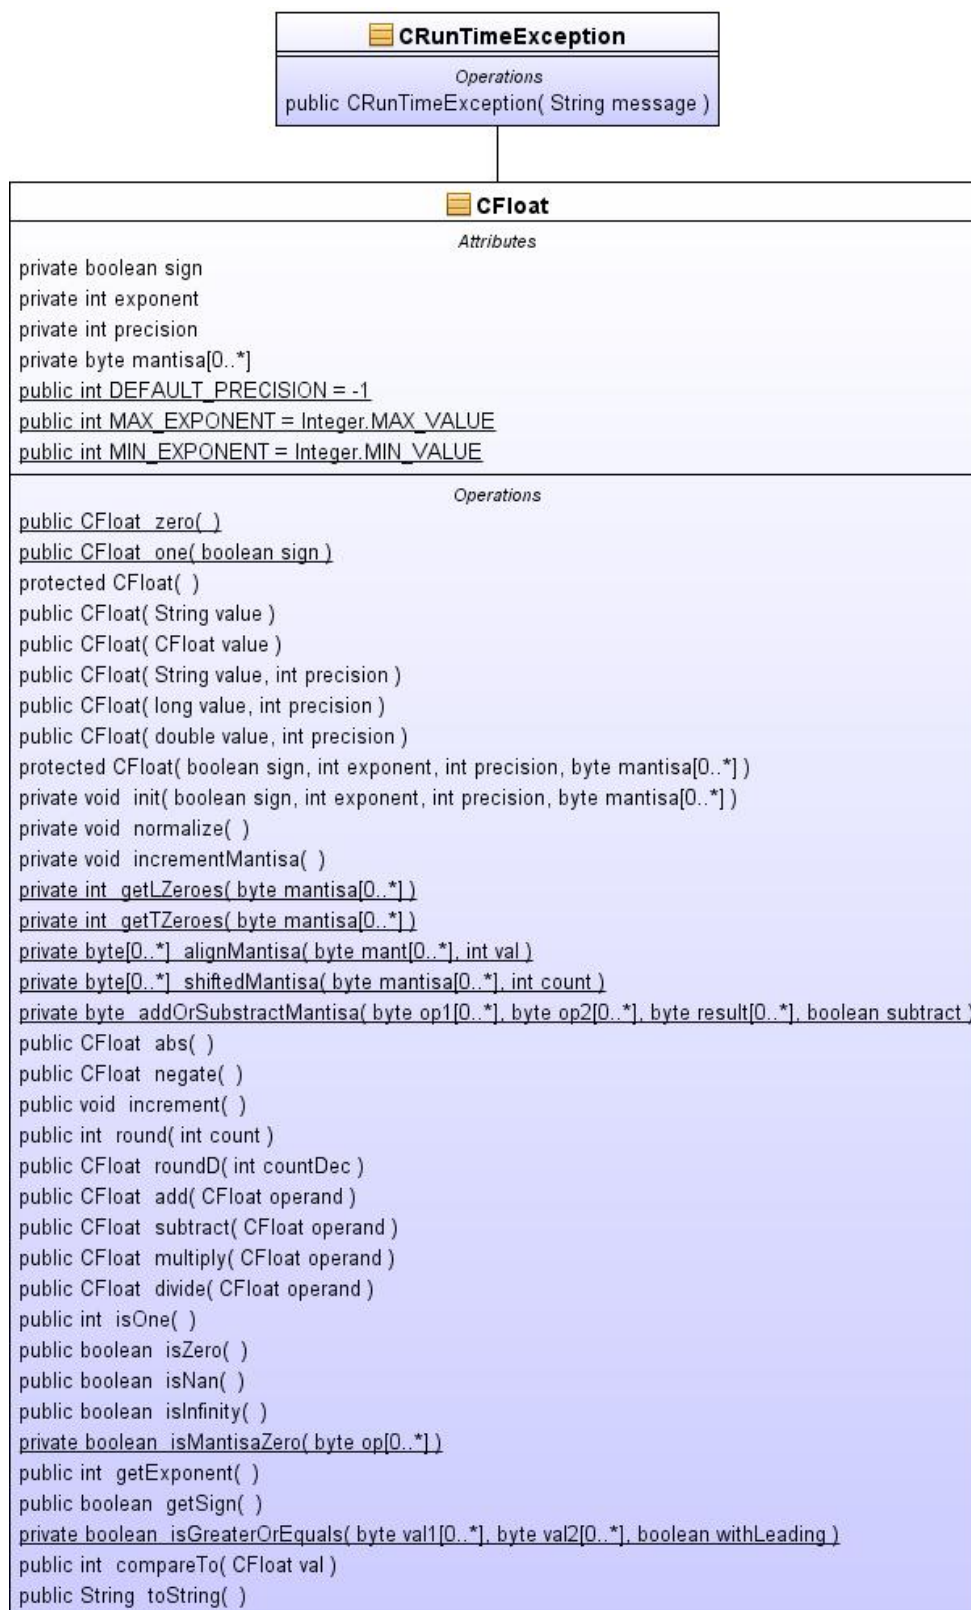 CRunTimeException
Operations
public CRunTimeException( String message )
CFloat
Attributes
private boolean sign
private int exponent
private int precision
private byte mantisa[0..*]
public int DEFAULT_PRECISION = -1
public int MAX_EXPONENT = Integer.MAX_VALUE
public int MIN_EXPONENT = Integer.MIN_VALUE
Operations
public CFloat zero( )
public CFloat one( boolean sign )
protected CFloat( )
public CFloat( String value )
public CFloat( CFloat value )
public CFloat( String value, int precision )
public CFloat( long value, int precision )
public CFloat( double value, int precision )
protected CFloat( boolean sign, int exponent, int precision, byte mantisa[0..*] )
private void init( boolean sign, int exponent, int precision, byte mantisa[0..*] )
private void normalize( )
private void incrementMantisa( )
private int getLZeroes( byte mantisa[0..*] )
private int getTZeroes( byte mantisa[0..*] )
private byte[0..*] alignMantisa( byte mant[0..*], int val )
private byte[0..*] shiftedMantisa( byte mantisa[0..*], int count )
private byte addOrSubstractMantisa( byte op1[0..*], byte op2[0..*], byte result[0..*], boolean subtract )
public CFloat abs( )
public CFloat negate( )
public void increment( )
public int round( int count )
public CFloat roundD( int countDec )
public CFloat add( CFloat operand )
public CFloat subtract( CFloat operand )
public CFloat multiply( CFloat operand )
public CFloat divide( CFloat operand )
public int isOne( )
public boolean isZero( )
public boolean isNan( )
public boolean isInfinity( )
private boolean isMantisaZero( byte op[0..*] )
public int getExponent( )
public boolean getSign( )
private boolean isGreaterOrEquals( byte val1[0..*], byte val2[0..*], boolean withLeading )
public int compareTo( CFloat val )
public String toString( )